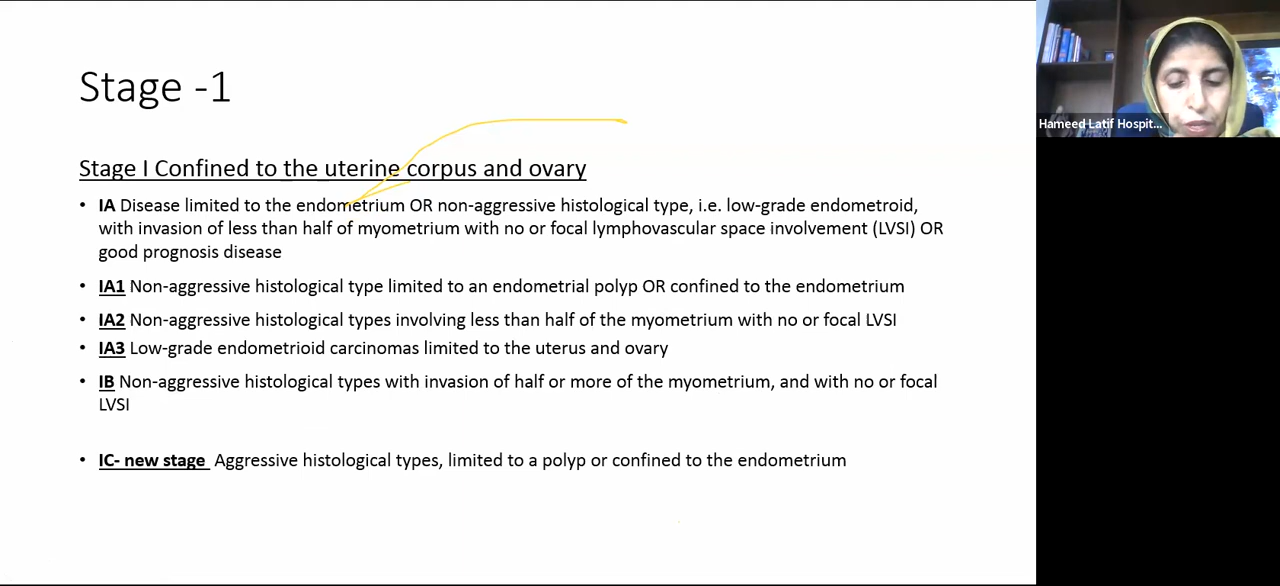 Stage -1
Stage I Confined to the uterine corpus and ovary
• IA Disease limited to the endometrium OR non-aggressive histological type, i.e. low-grade endometroid,
with invasion of less than half of myometrium with no or focal lymphovascular space involvement (LVSI) OR
good prognosis disease
• IA1 Non-aggressive histological type limited to an endometrial polyp OR confined to the endometrium
• IA2 Non-aggressive histological types involving less than half of the myometrium with no or focal LVSI
• IA3 Low-grade endometrioid carcinomas limited to the uterus and ovary
• IB Non-aggressive histological types with invasion of half or more of the myometrium, and with no or focal
LVSI
• IC- new stage Aggressive histological types, limited to a polyp or confined to the endometrium
Hameed Latif Hospit...